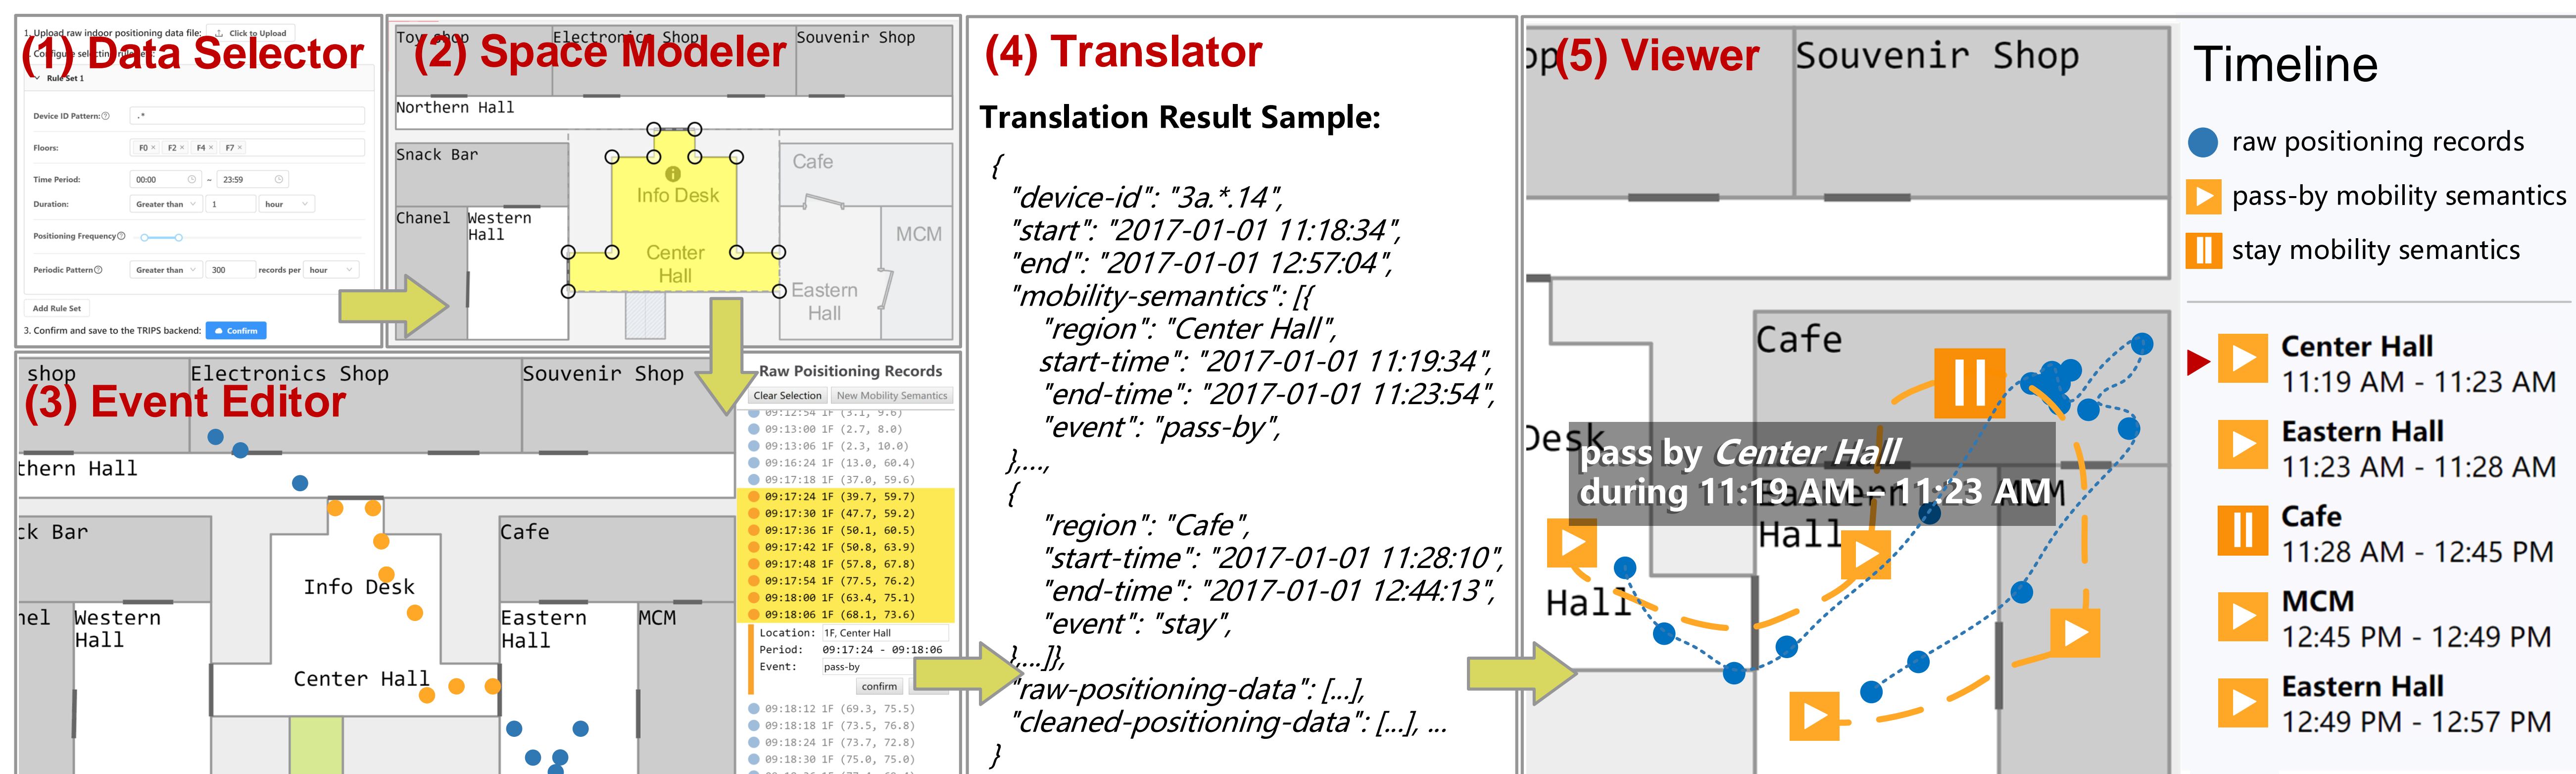 (1) Data Selector
1. Upload raw indoor positioning data file: Click to Upload
Configure selecting rule
Rule Set 1
Device ID Pattern: .*
Floors: F0 × F2 × F4 × F7 ×
Time Period: 00:00 ~ 23:59
Duration: Greater than 1 hour
Positioning Frequency
Periodic Pattern Greater than 300 records per hour
Add Rule Set
3. Confirm and save to the TRIPS backend: Confirm
(2) Space Modeler
Toy shop
Electronics Shop
Souvenir Shop
Northern Hall
Snack Bar
Chanel
Western
Hall
Info Desk
Center
Hall
Cafe
MCM
Eastern
Hall
(3) Event Editor
shop
Electronics Shop
Souvenir Shop
thern Hall
ck Bar
nel
Western
Hall
Info Desk
Center Hall
Cafe
Eastern
Hall
MCM
Raw Poisitioning Records
Clear Selection
New Mobility Semantics
09:12:54 1F (3.1, 9.6)
09:13:00 1F (2.7, 8.0)
09:13:06 1F (2.3, 10.0)
09:16:24 1F (13.0, 60.4)
09:17:18 1F (37.0, 59.6)
09:17:24 1F (39.7, 59.7)
09:17:30 1F (47.7, 59.2)
09:17:36 1F (50.1, 60.5)
09:17:42 1F (50.8, 63.9)
09:17:48 1F (57.8, 67.8)
09:17:54 1F (77.5, 76.2)
09:18:00 1F (63.4, 75.1)
09:18:06 1F (68.1, 73.6)
Location: 1F, Center Hall
Period: 09:17:24 - 09:18:06
Event: pass-by
confirm
09:18:12 1F (69.3, 75.5)
09:18:18 1F (73.5, 76.8)
09:18:24 1F (73.7, 72.8)
09:18:30 1F (75.0, 75.0)
(4) Translator
Translation Result Sample:
{
"device-id": "3a.*.14",
"start": "2017-01-01 11:18:34",
"end": "2017-01-01 12:57:04",
"mobility-semantics": [{
"region": "Center Hall",
start-time": "2017-01-01 11:19:34",
"end-time": "2017-01-01 11:23:54",
"event": "pass-by",
},...,
{
"region": "Cafe",
"start-time": "2017-01-01 11:28:10",
"end-time": "2017-01-01 12:44:13",
"event": "stay",
},...]},
"raw-positioning-data": [...],
"cleaned-positioning-data": [...], ...
}
(5) Viewer
op
Souvenir Shop
Cafe
Desk
pass by Center Hall
during 11:19 AM – 11:23 AM
Eastern
Hall
MCM
Hall
Timeline
raw positioning records
pass-by mobility semantics
stay mobility semantics
Center Hall
11:19 AM - 11:23 AM
Eastern Hall
11:23 AM - 11:28 AM
Cafe
11:28 AM - 12:45 PM
MCM
12:45 PM - 12:49 PM
Eastern Hall
12:49 PM - 12:57 PM